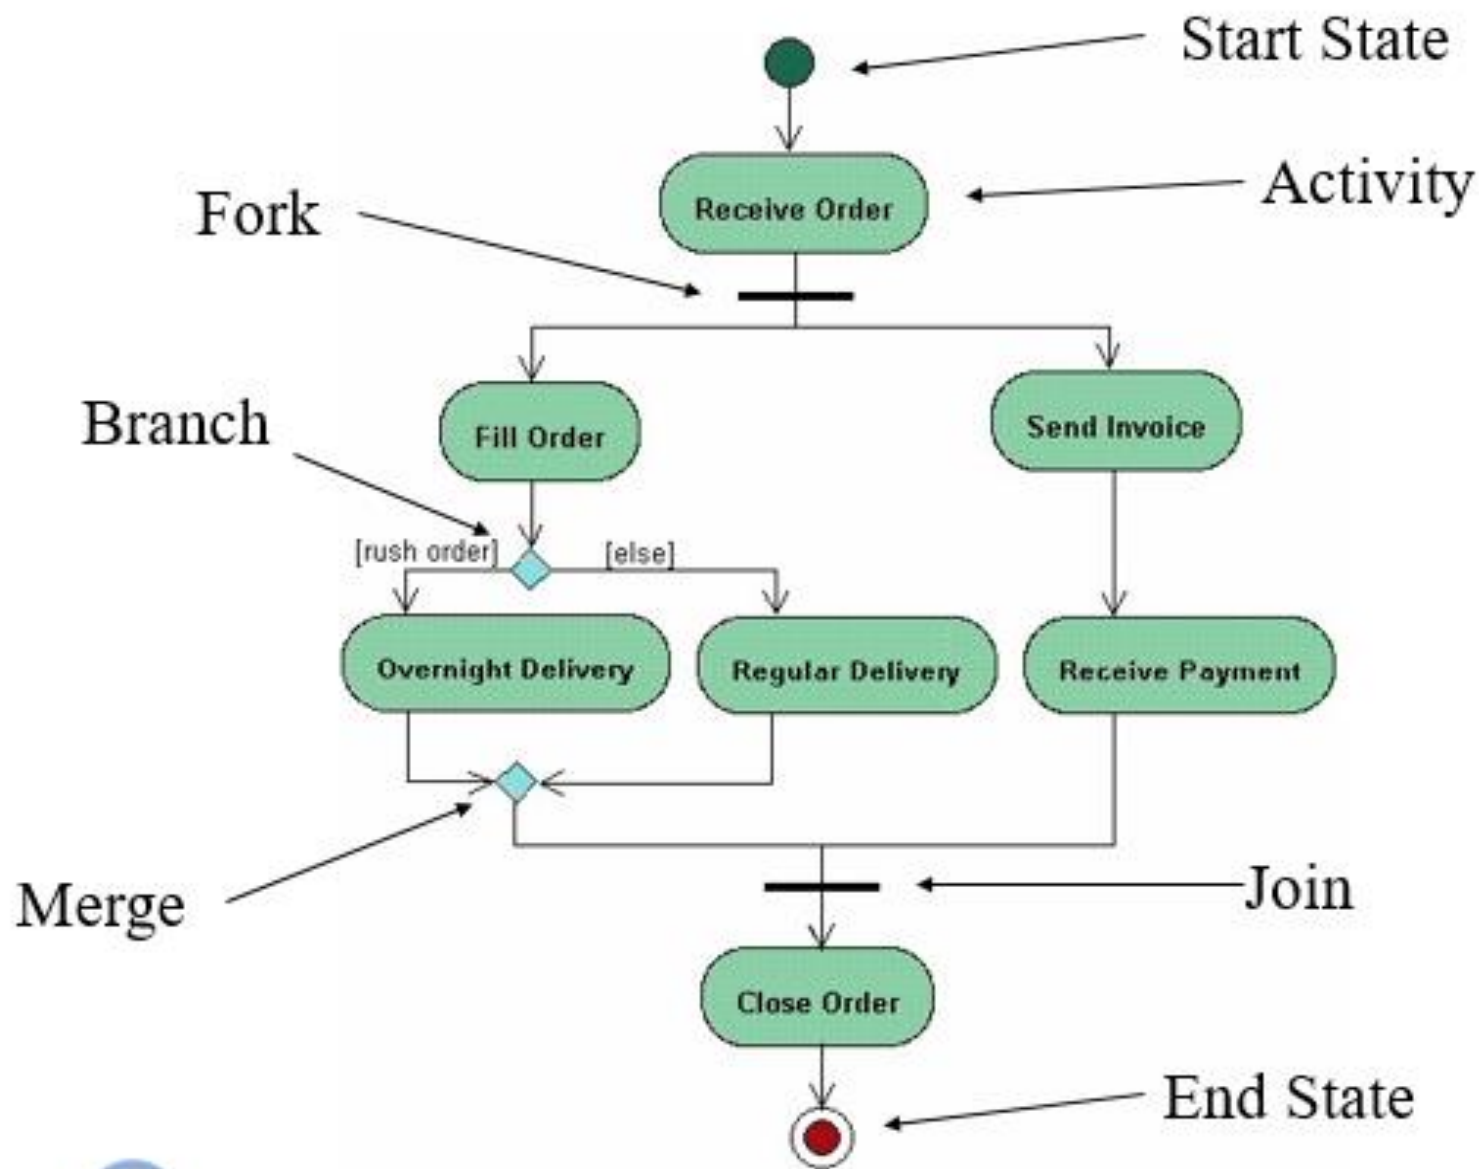 Start State
Activity
Receive Order
Fork
Branch
Fill Order
Send Invoice
[rush order]
[else]
Overnight Delivery
Regular Delivery
Receive Payment
Merge
Join
Close Order
End State